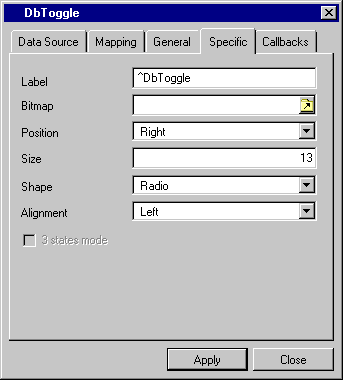 DbToggle
Data Source Mapping General Specific Callbacks
Label ^DbToggle
Bitmap
Position Right
Size 13
Shape Radio
Alignment Left
3 states mode
Apply Close